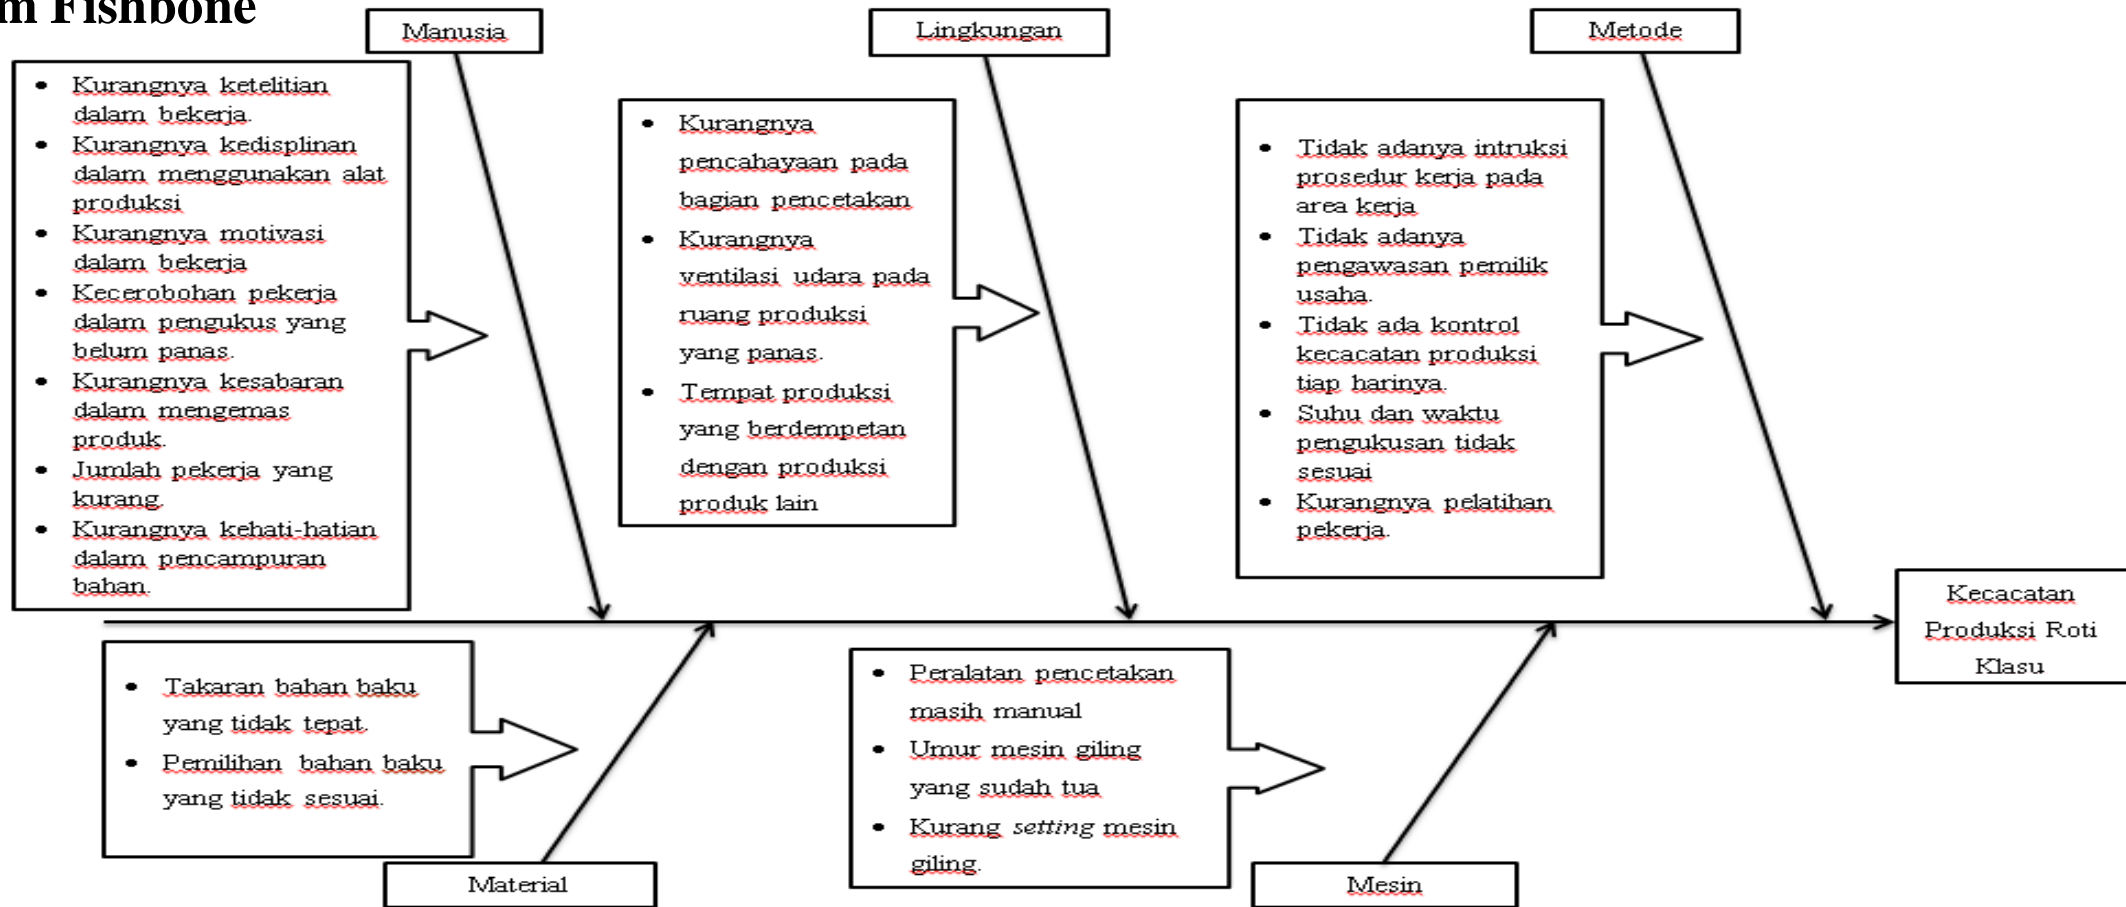 m Fishbone
Manusia
Lingkungan
Metode
• Kurangnya ketelitian
dalam bekerja.
• Kurangnya kedisplinan
dalam menggunakan alat
produksi
• Kurangnya motivasi
dalam bekerja
• Kecerobohan pekerja
dalam pengukus yang
belum panas.
• Kurangnya kesabaran
dalam mengemas
produk.
• Jumlah pekerja yang
kurang.
• Kurangnya kehati-hatian
dalam pencampuran
bahan.
• Kurangnya
pencahayaan pada
bagian pencetakan
• Kurangnya
ventilasi udara pada
ruang produksi
yang panas.
• Tempat produksi
yang berdempetan
dengan produksi
produk lain
• Tidak adanya intruksi
prosedur kerja pada
area kerja
• Tidak adanya
pengawasan pemilik
usaha.
• Tidak ada kontrol
kecacatan produksi
tiap harinya.
• Suhu dan waktu
pengukusan tidak
sesuai
• Kurangnya pelatihan
pekerja.
Kecacatan
Produksi Roti
Klasu
• Takaran bahan baku
yang tidak tepat.
• Pemilihan bahan baku
yang tidak sesuai.
• Peralatan pencetakan
masih manual
• Umur mesin giling
yang sudah tua
• Kurang setting mesin
giling.
Material
Mesin